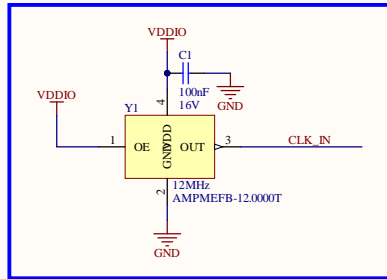 VDDIO
C1
100nF
16V
GND
VDDIO
Y1
4
1
OE
VDD
GND
OUT
3
CLK_IN
2
12MHz
AMPMEFB-12.0000T
GND